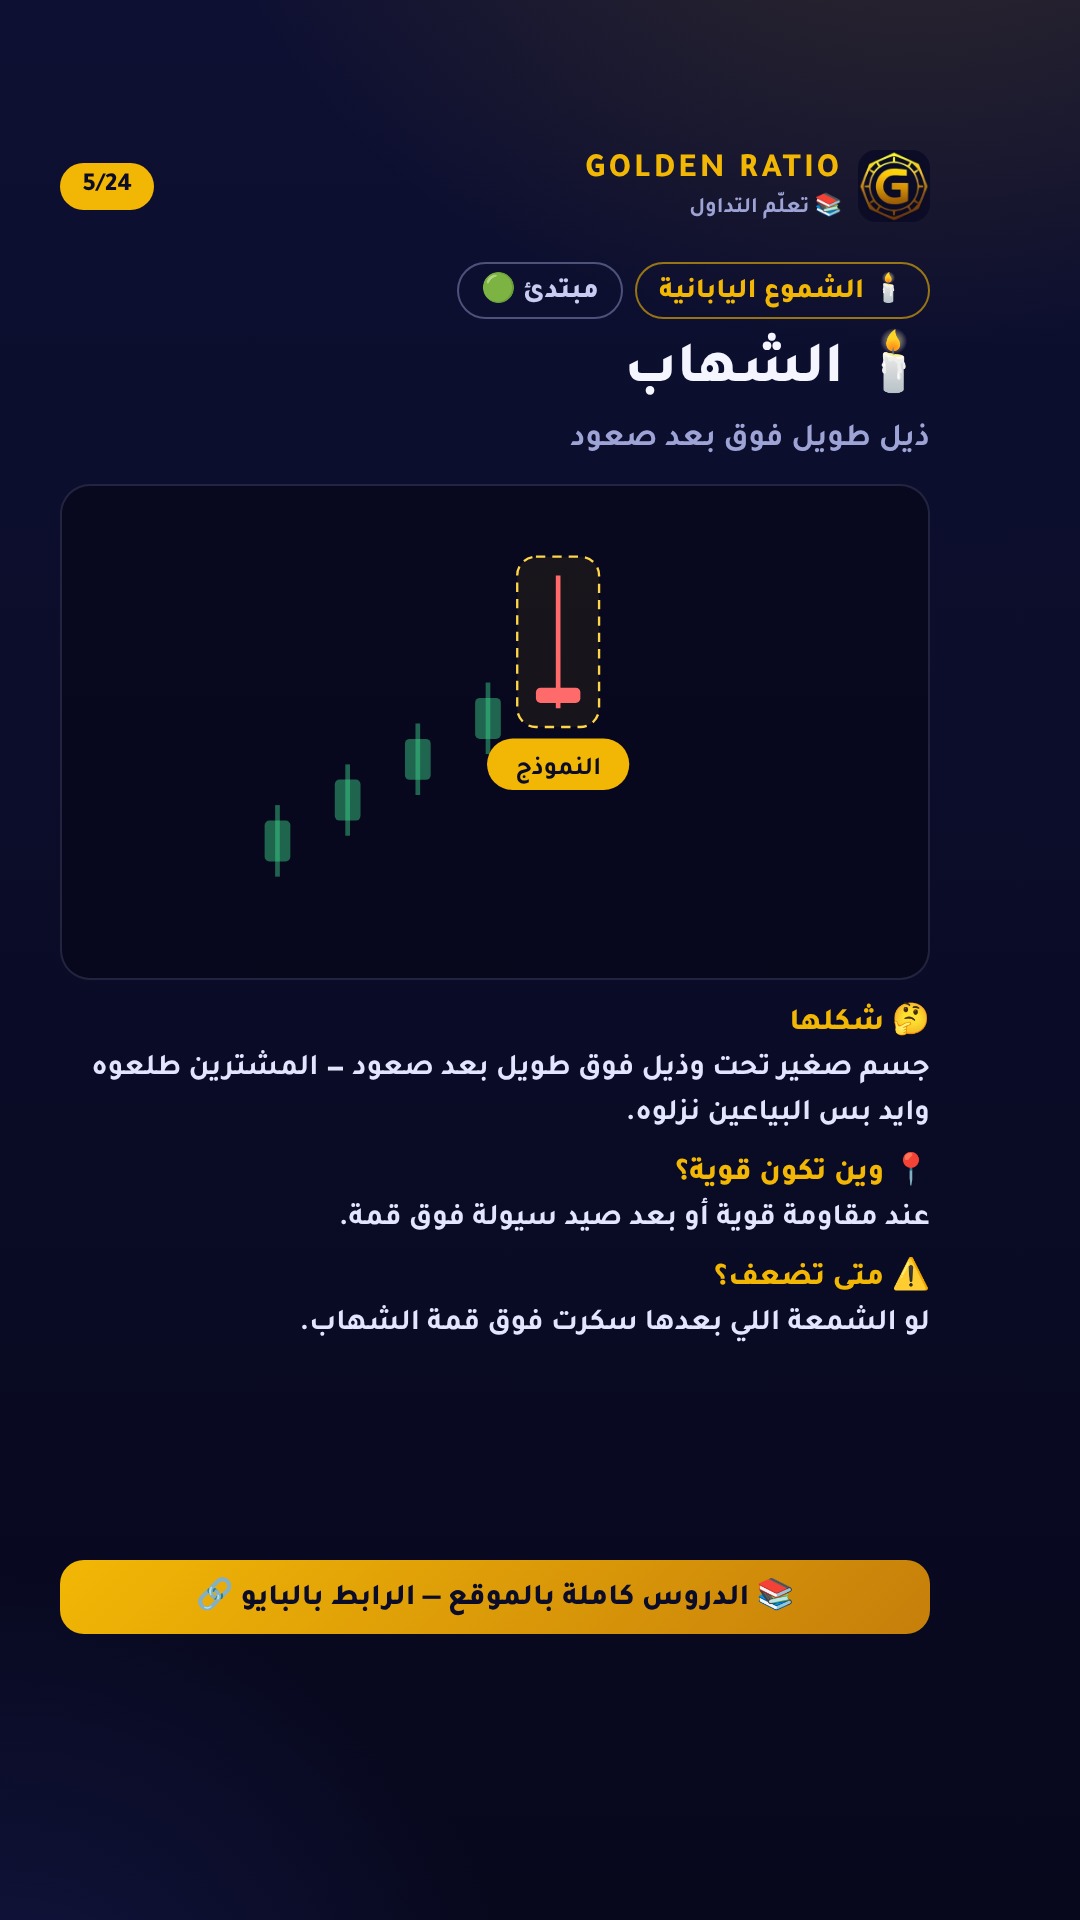 GOLDEN RATIO
📚 تعلّم التداول
5/24
🕯️ الشموع اليابانية
مبتدئ 🟢
🕯️ الشهاب
ذيل طويل فوق بعد صعود
النموذج
🤔 شكلها
جسم صغير تحت وذيل فوق طويل بعد صعود – المشترين طلعوه
وايد بس البياعين نزلوه.
📍 وين تكون قوية؟
عند مقاومة قوية أو بعد صيد سيولة فوق قمة.
⚠️ متى تضعف؟
لو الشمعة اللي بعدها سكرت فوق قمة الشهاب.
📚 الدروس كاملة بالموقع – الرابط بالبايو 🔗